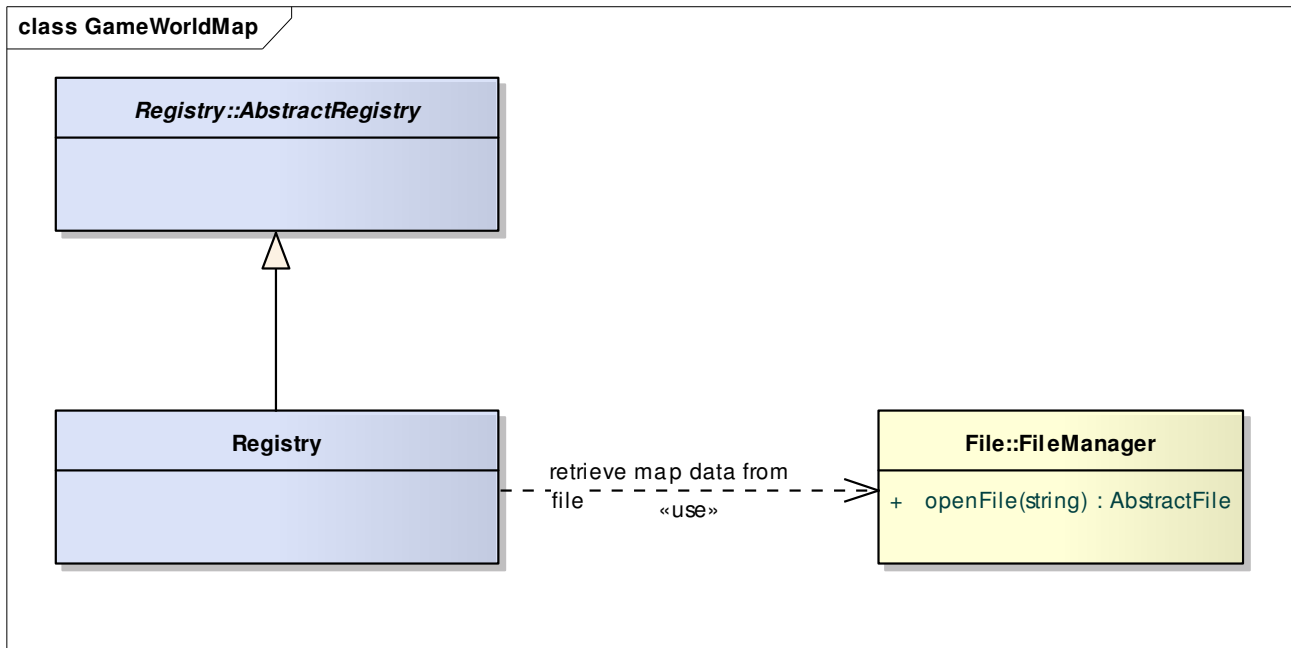 class GameWorldMap
Registry::AbstractRegistry
Registry
retrieve map data from
file
«use»
File::FileManager
+ openFile(string) : AbstractFile